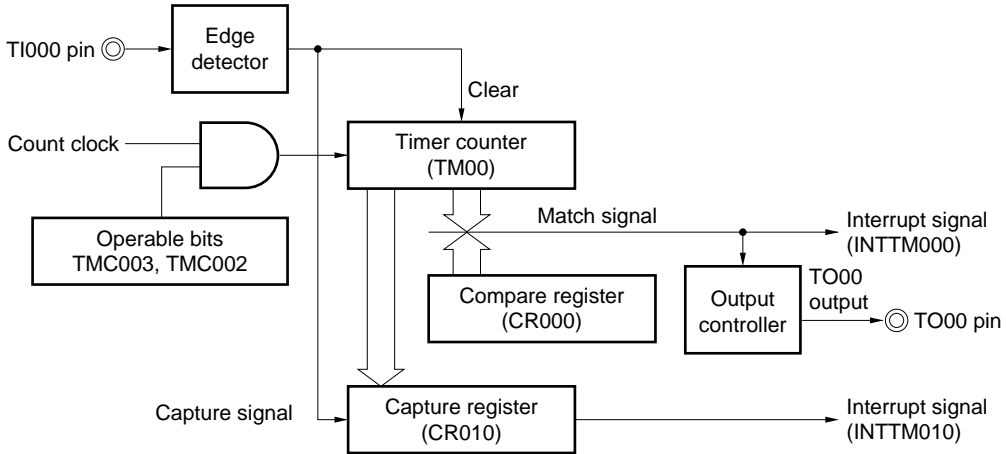 TI000 pin
Edge
detector
Clear
Count clock
Timer counter
(TM00)
Operable bits
TMC003, TMC002
Match signal
Interrupt signal
(INTTM000)
Compare register
(CR000)
Output
controller
TO00
output
TO00 pin
Capture signal
Capture register
(CR010)
Interrupt signal
(INTTM010)